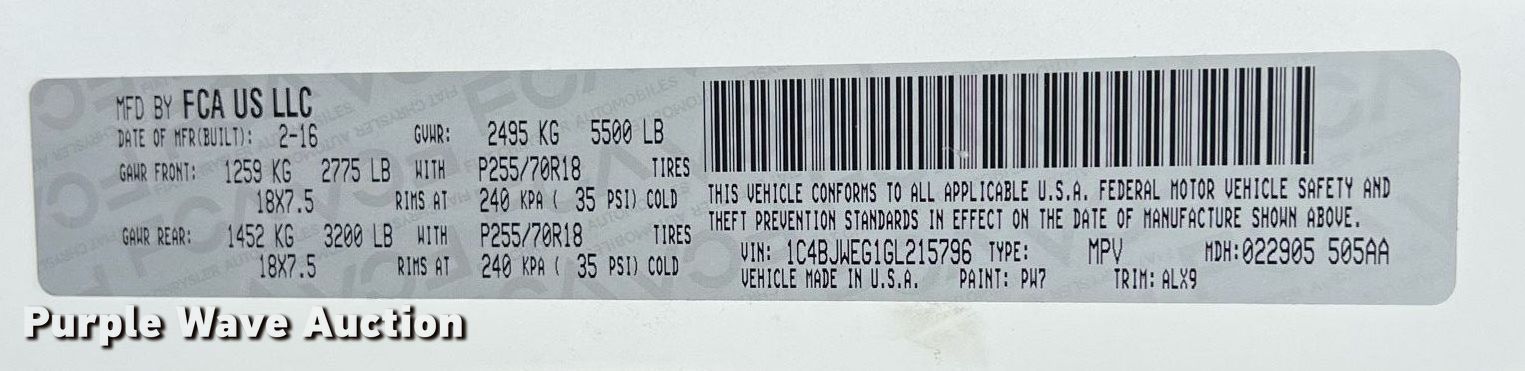 MFD BY FCA US LLC
DATE OF MFR(BUILT): 2-16 GVWR: 2495 KG 5500 LB
GAWR FRONT: 1259 KG 2775 LB WITH P255/70R18 TIRES
18X7.5 RIMS AT 240 KPA ( 35 PSI) COLD
GAWR REAR: 1452 KG 3200 LB WITH P255/70R18 TIRES
18X7.5 RIMS AT 240 KPA ( 35 PSI) COLD
THIS VEHICLE CONFORMS TO ALL APPLICABLE U.S.A. FEDERAL MOTOR VEHICLE SAFETY AND
THEFT PREVENTION STANDARDS IN EFFECT ON THE DATE OF MANUFACTURE SHOWN ABOVE.
VIN: 1C4BJWEG1GL215796 TYPE: MPV MDH:022905 505AA
VEHICLE MADE IN U.S.A. PAINT: PW7 TRIM: ALX9
Purple Wave Auction